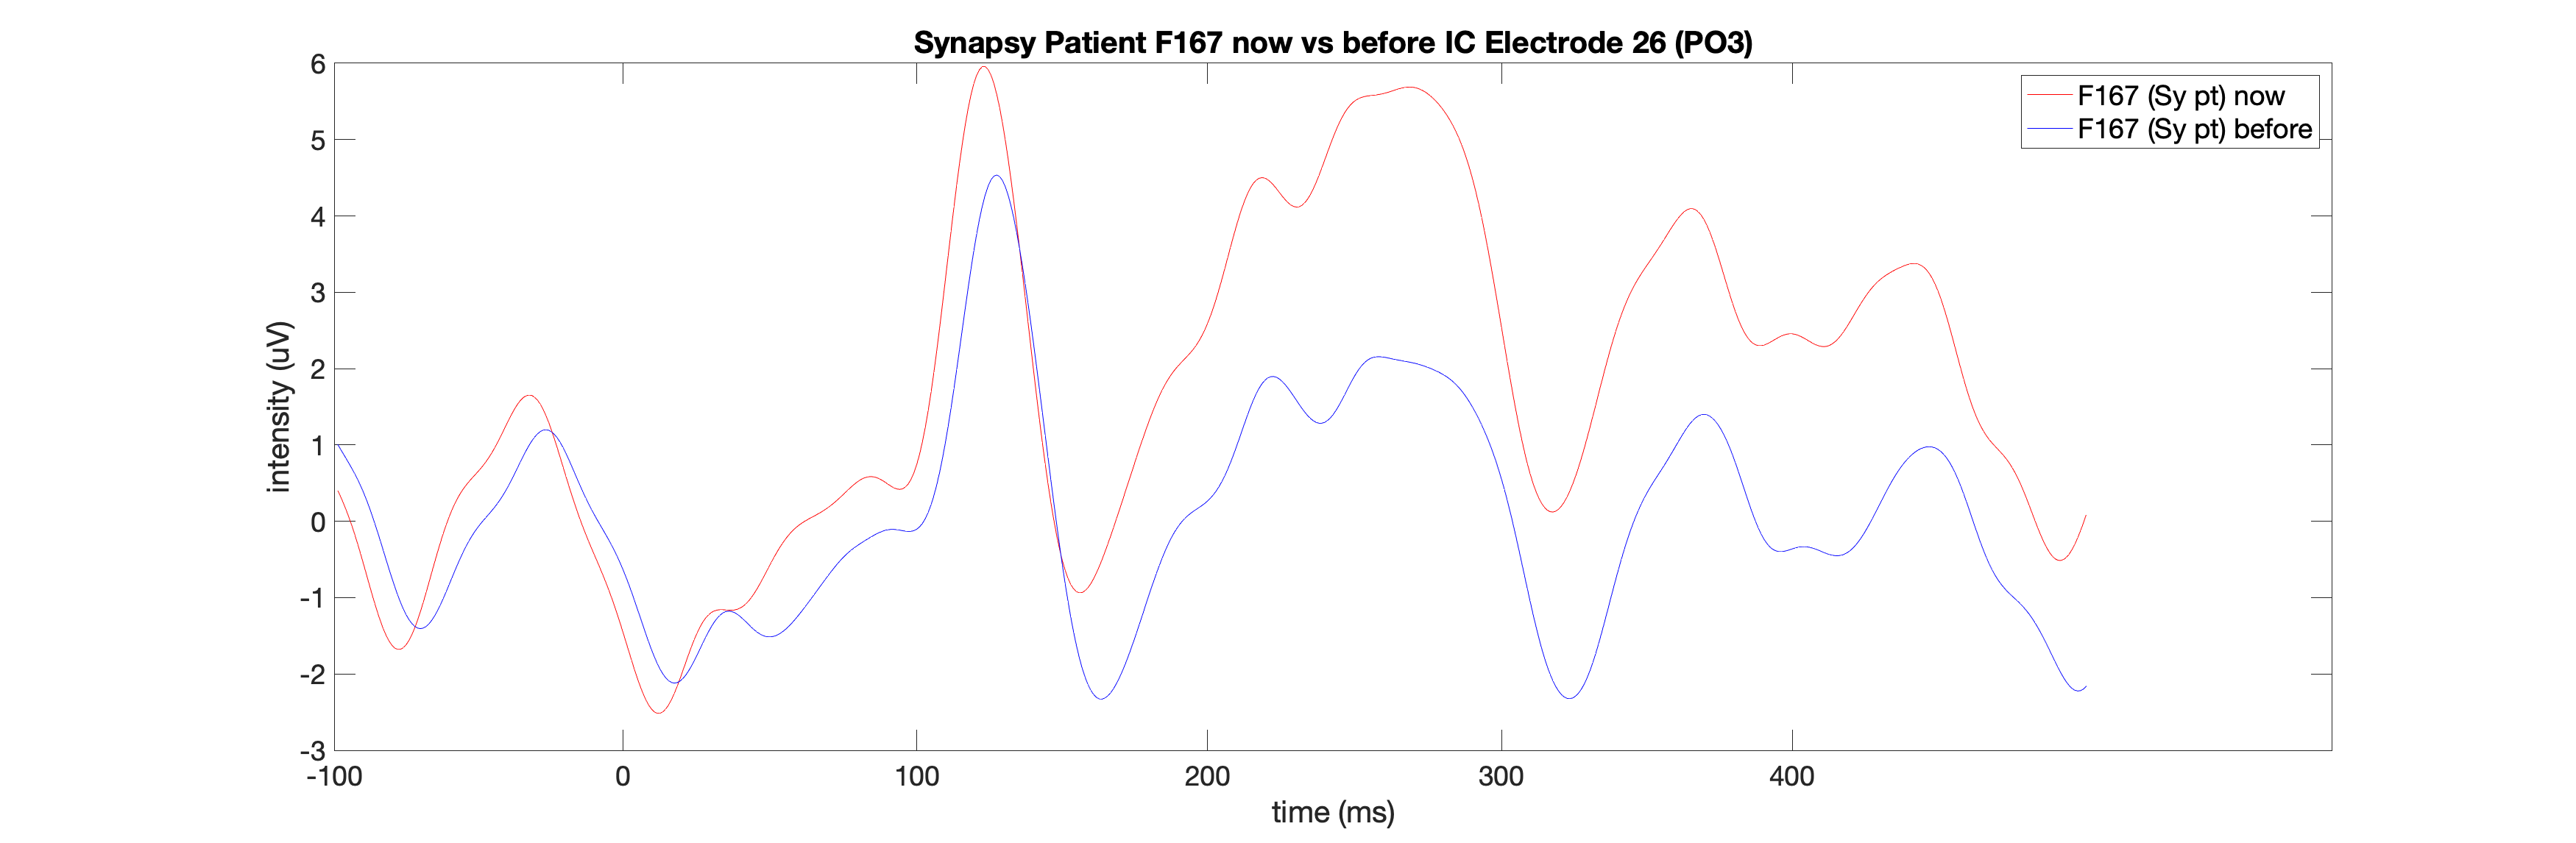 Synapsy Patient F167 now vs before IC Electrode 26 (PO3)
F167 (Sy pt) now
F167 (Sy pt) before
intensity (uV)
6
5
4
3
2
1
0
-1
-2
-3
-100 0 100 200 300 400
time (ms)